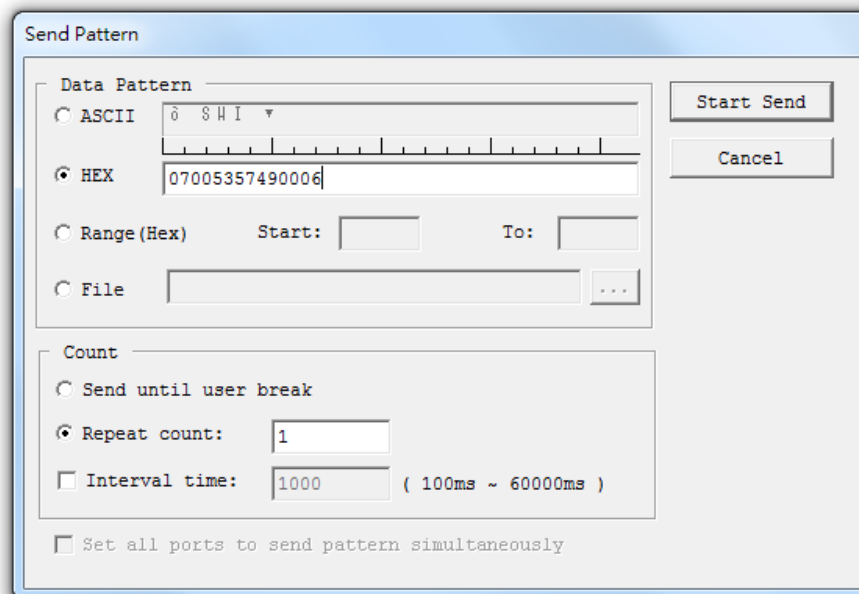 Send Pattern
Data Pattern
ASCII
S W I
Start Send
HEX 07005357490006
Cancel
Range(Hex) Start: To:
File ...
Count
Send until user break
Repeat count: 1
Interval time: 1000 ( 100ms ~ 60000ms )
Set all ports to send pattern simultaneously